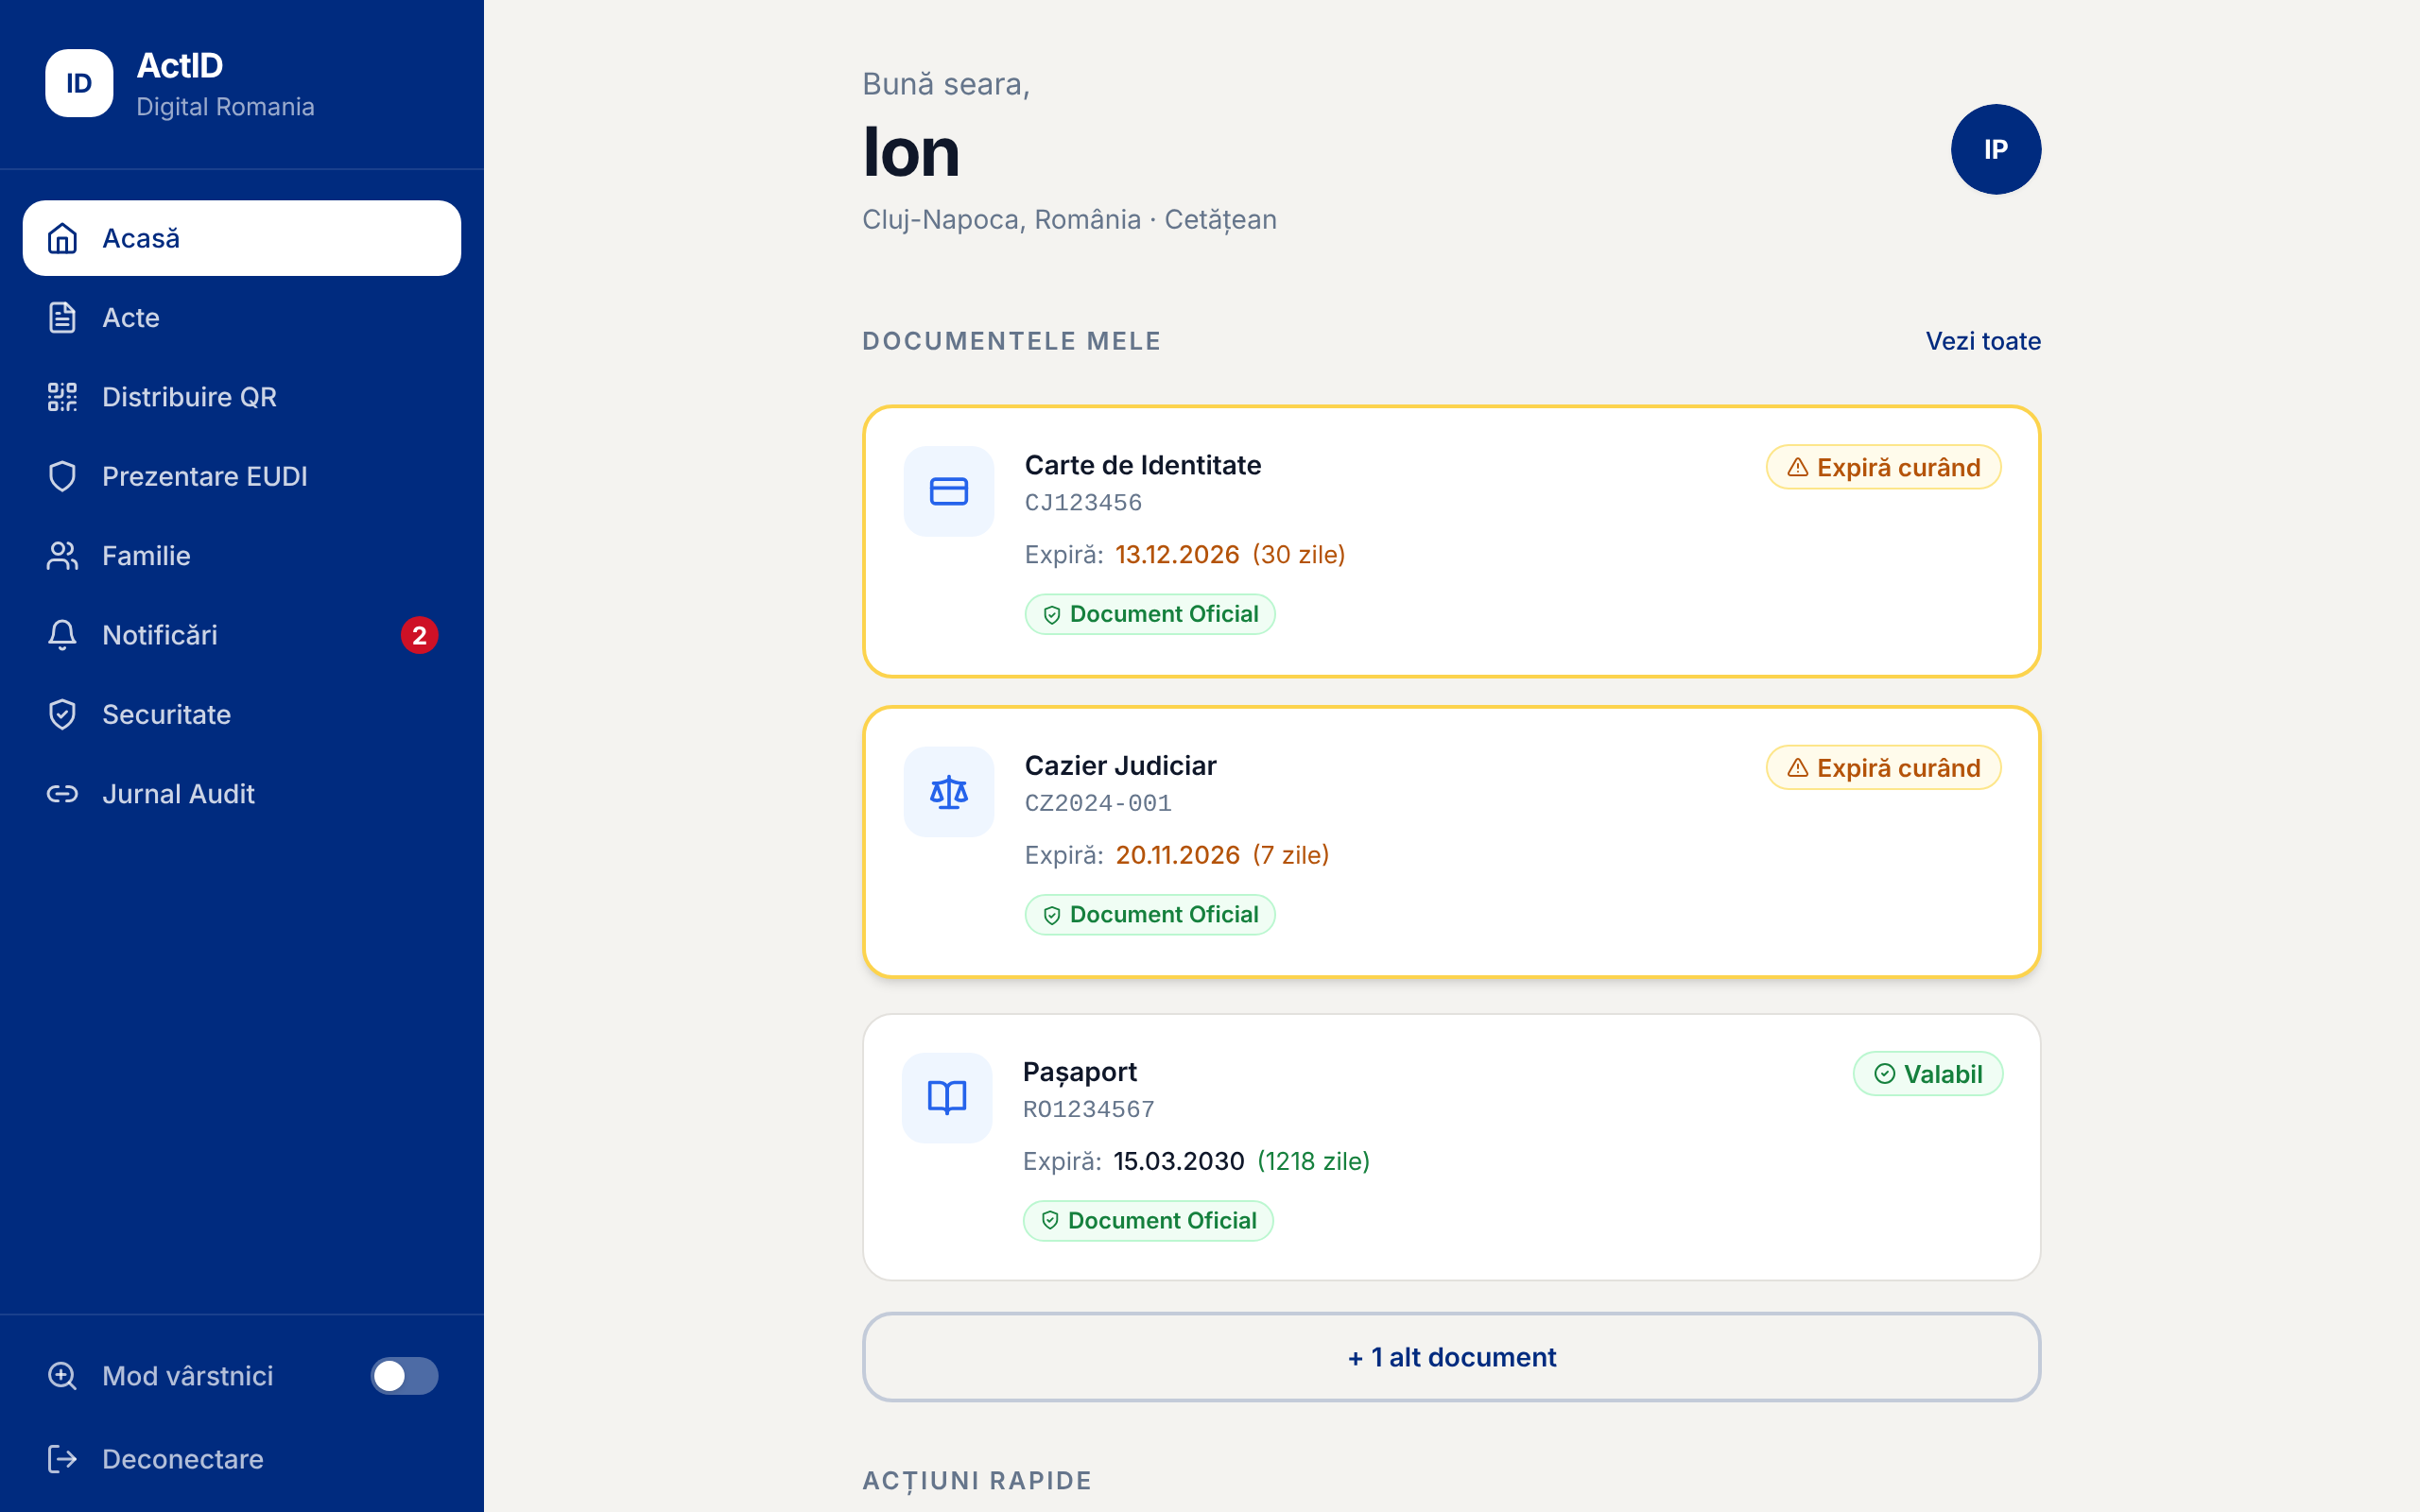 ID
ActID
Digital Romania
Acasă
Acte
Distribuire QR
Prezentare EUDI
Familie
Notificări 2
Securitate
Jurnal Audit
Mod vârstnici
Deconectare
Bună seara,
Ion
Cluj-Napoca, România · Cetățean
IP
DOCUMENTELE MELE
Vezi toate
Carte de Identitate
Expiră curând
CJ123456
Expiră: 13.12.2026 (30 zile)
Document Oficial
Cazier Judiciar
Expiră curând
CZ2024-001
Expiră: 20.11.2026 (7 zile)
Document Oficial
Pașaport
Valabil
RO1234567
Expiră: 15.03.2030 (1218 zile)
Document Oficial
+ 1 alt document
ACȚIUNI RAPIDE